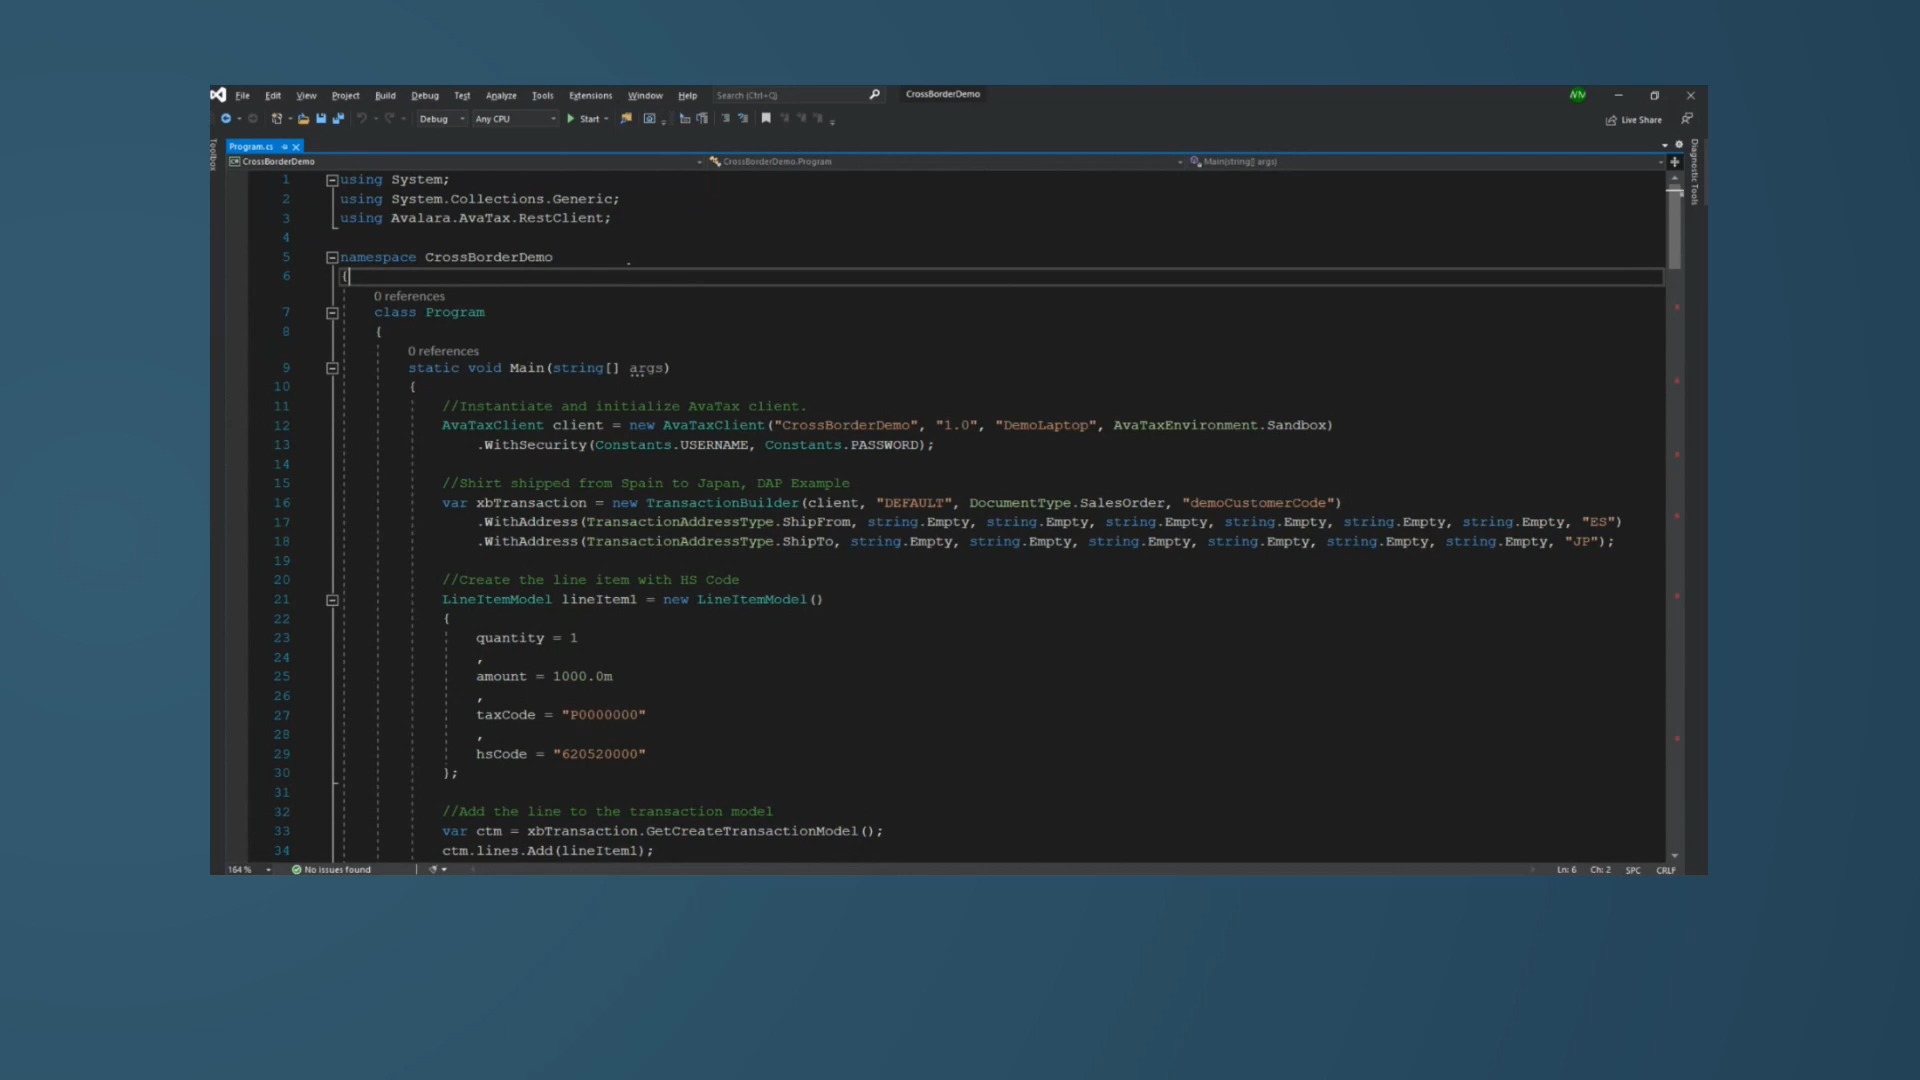 File Edit View Project Build Debug Test Analyze Tools Extensions Window Help Search (Ctrl+Q) CrossBorderDemo
Debug Any CPU Start Live Share
Program.cs
CrossBorderDemo CrossBorderDemo.Program Main(string[] args)
Toolbox
Diagnostic Tools
1 using System;
2 using System.Collections.Generic;
3 using Avalara.AvaTax.RestClient;
4
5 namespace CrossBorderDemo
6 {
0 references
7 class Program
8 {
0 references
9 static void Main(string[] args)
10 {
11 //Instantiate and initialize AvaTax client.
12 AvaTaxClient client = new AvaTaxClient("CrossBorderDemo", "1.0", "DemoLaptop", AvaTaxEnvironment.Sandbox)
13 .WithSecurity(Constants.USERNAME, Constants.PASSWORD);
14
15 //Shirt shipped from Spain to Japan, DAP Example
16 var xbTransaction = new TransactionBuilder(client, "DEFAULT", DocumentType.SalesOrder, "demoCustomerCode")
17 .WithAddress(TransactionAddressType.ShipFrom, string.Empty, string.Empty, string.Empty, string.Empty, string.Empty, string.Empty, "ES")
18 .WithAddress(TransactionAddressType.ShipTo, string.Empty, string.Empty, string.Empty, string.Empty, string.Empty, string.Empty, "JP");
19
20 //Create the line item with HS Code
21 LineItemModel lineItem1 = new LineItemModel()
22 {
23 quantity = 1
24 ,
25 amount = 1000.0m
26 ,
27 taxCode = "P0000000"
28 ,
29 hsCode = "620520000"
30 };
31
32 //Add the line to the transaction model
33 var ctm = xbTransaction.GetCreateTransactionModel();
34 ctm.lines.Add(lineItem1);
164 % No issues found Ln: 6 Ch: 2 SPC CRLF